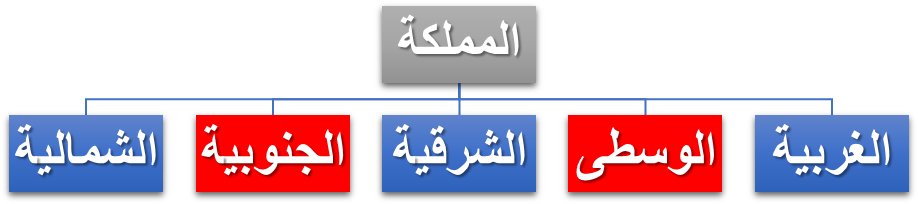 المملكة
الغربية
الوسطى
الشرقية
الجنوبية
الشمالية